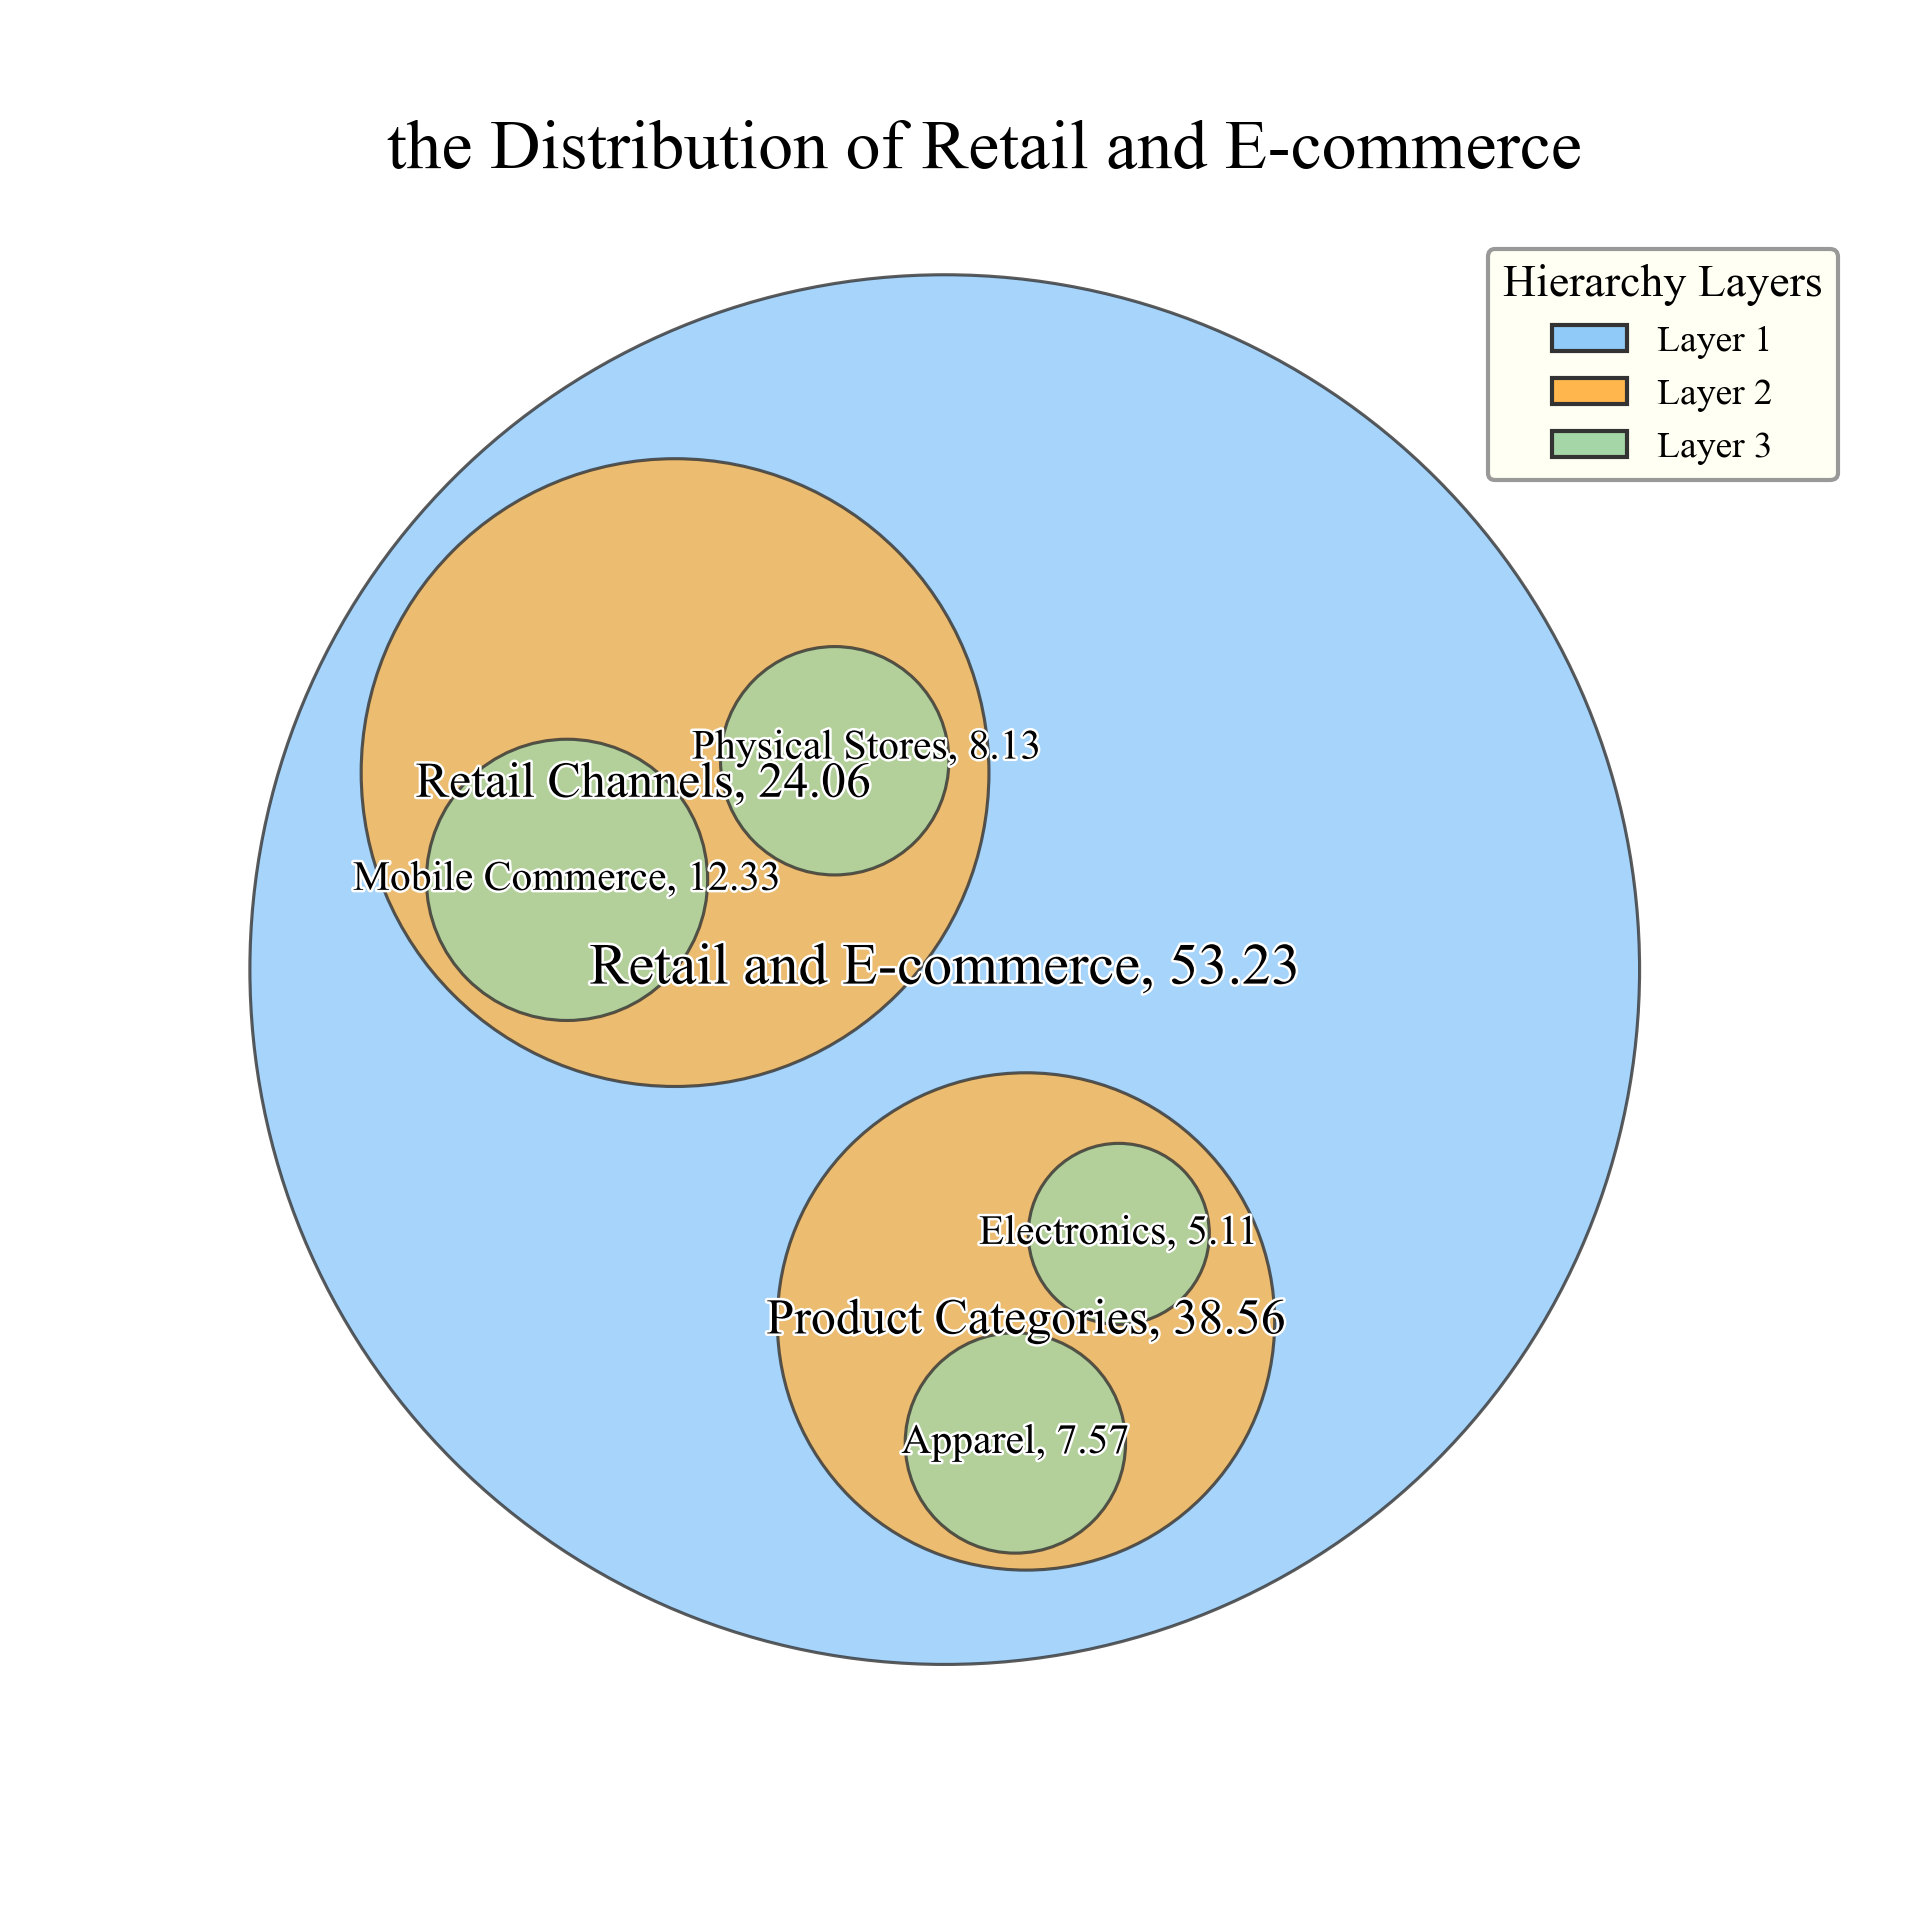 the Distribution of Retail and E-commerce
Hierarchy Layers
Layer 1
Layer 2
Layer 3
Physical Stores, 8.13
Retail Channels, 24.06
Mobile Commerce, 12.33
Retail and E-commerce, 53.23
Electronics, 5.11
Product Categories, 38.56
Apparel, 7.57